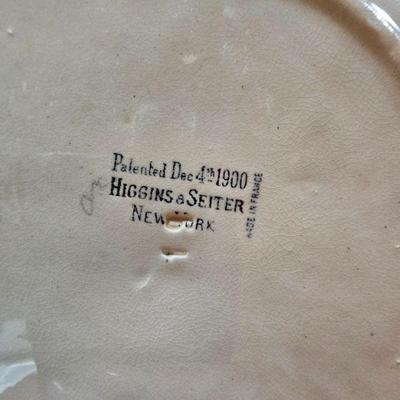 Patented Dec 4th 1900
HIGGINS & SEITER
NEW YORK
MADE IN FRANCE